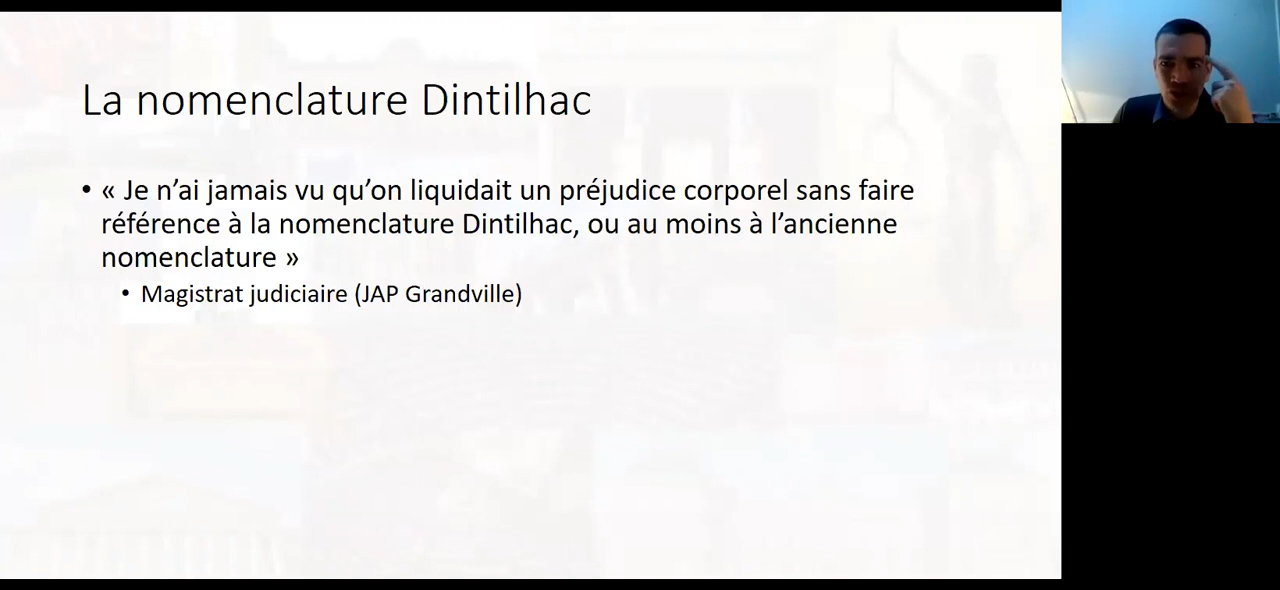 La nomenclature Dintilhac
• « Je n’ai jamais vu qu’on liquidait un préjudice corporel sans faire
référence à la nomenclature Dintilhac, ou au moins à l’ancienne
nomenclature »
• Magistrat judiciaire (JAP Grandville)